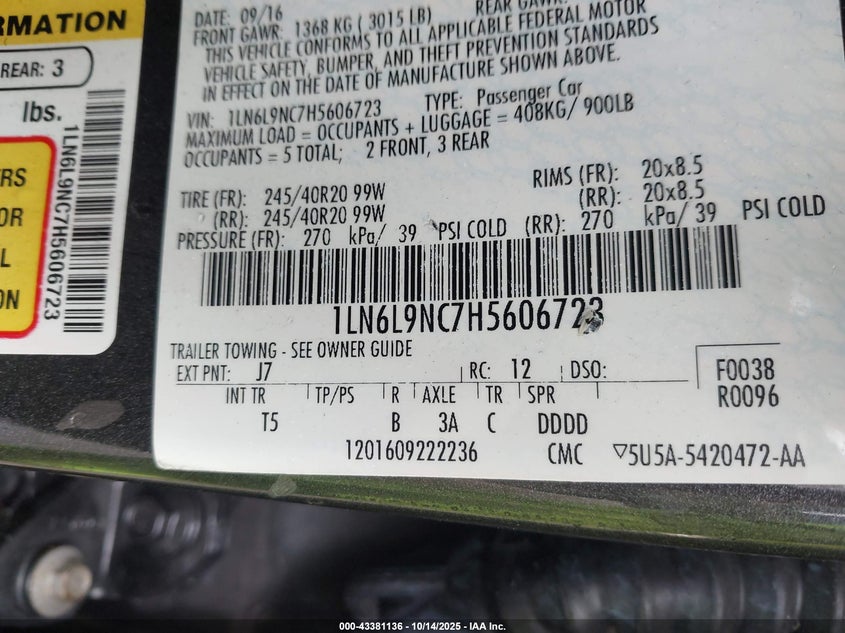 ORMATION
REAR: 3
lbs.
1LN6L9NC7H5606723
ERS
OR
L
ON
DATE: 09/16
REAR GAWR:
FRONT GAWR: 1368 KG ( 3015 LB)
THIS VEHICLE CONFORMS TO ALL APPLICABLE FEDERAL MOTOR
VEHICLE SAFETY, BUMPER, AND THEFT PREVENTION STANDARDS
IN EFFECT ON THE DATE OF MANUFACTURE SHOWN ABOVE.
VIN: 1LN6L9NC7H5606723 TYPE: Passenger Car
MAXIMUM LOAD = OCCUPANTS + LUGGAGE = 408KG/ 900LB
OCCUPANTS = 5 TOTAL; 2 FRONT, 3 REAR
TIRE (FR): 245/40R20 99W RIMS (FR): 20x8.5
(RR): 245/40R20 99W (RR): 20x8.5
PRESSURE (FR): 270 kPa/ 39 PSI COLD (RR): 270 kPa/ 39 PSI COLD
1LN6L9NC7H5606723
TRAILER TOWING - SEE OWNER GUIDE
EXT PNT: J7 RC: 12 DSO: F0038
INT TR TP/PS R AXLE TR SPR R0096
T5 B 3A C DDDD
1201609222236 CMC ▽5U5A-5420472-AA
000-43381136 - 10/14/2025 - IAA Inc.